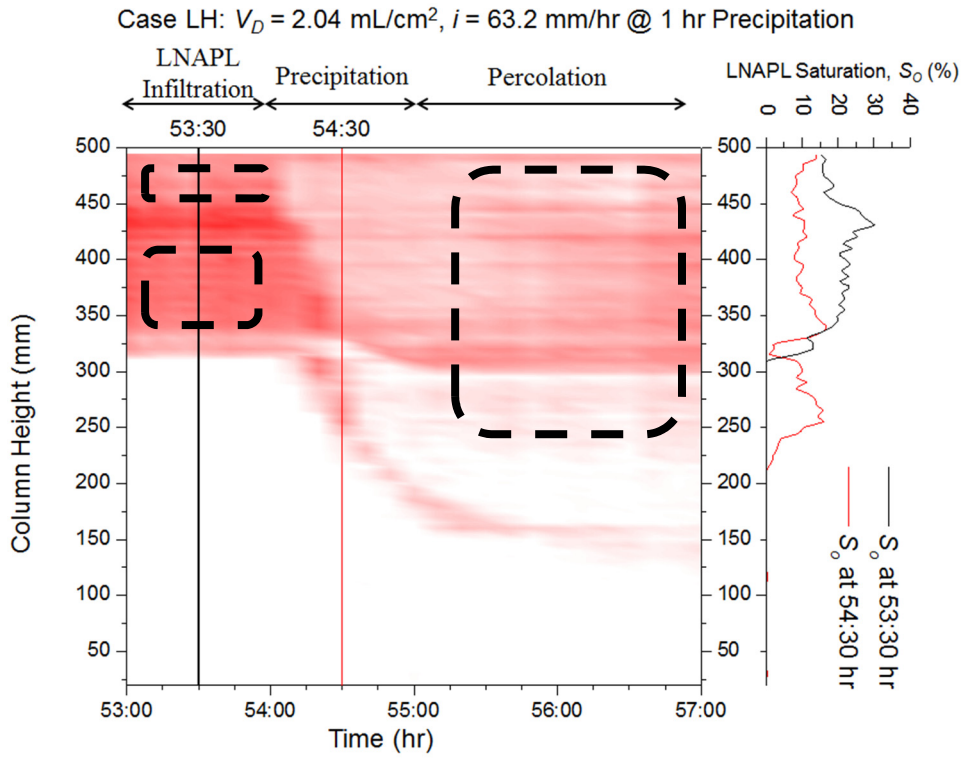 Case LH: V_D = 2.04 mL/cm², i = 63.2 mm/hr @ 1 hr Precipitation
LNAPL
Infiltration
Precipitation
Percolation
LNAPL Saturation, S_O (%)
0 10 20 30 40
53:30
54:30
500
450
400
350
300
250
200
150
100
50
500
450
400
350
300
250
200
150
100
50
Column Height (mm)
53:00
54:00
55:00
56:00
57:00
Time (hr)
S_o at 53:30 hr
S_o at 54:30 hr